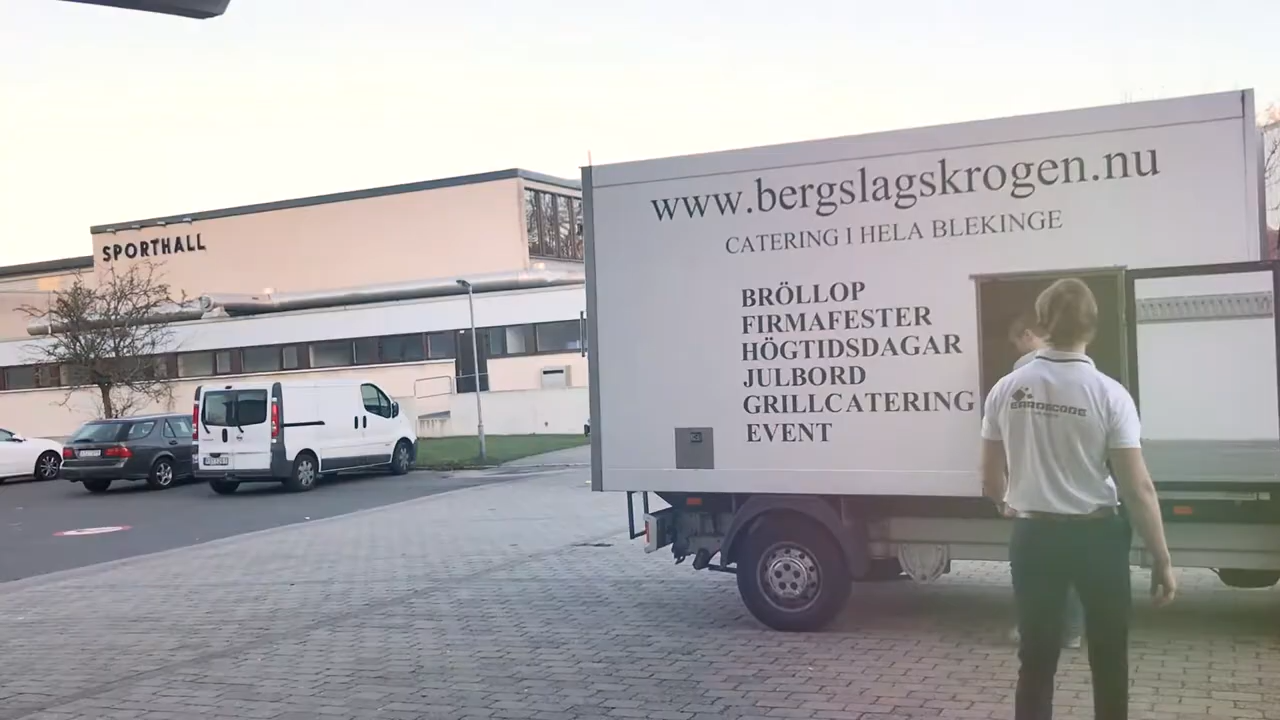 SPORTHALL
www.bergslagskrogen.nu
CATERING I HELA BLEKINGE
BRÖLLOP
FIRMAFESTER
HÖGTIDSDAGAR
JULBORD
GRILLCATERING
EVENT